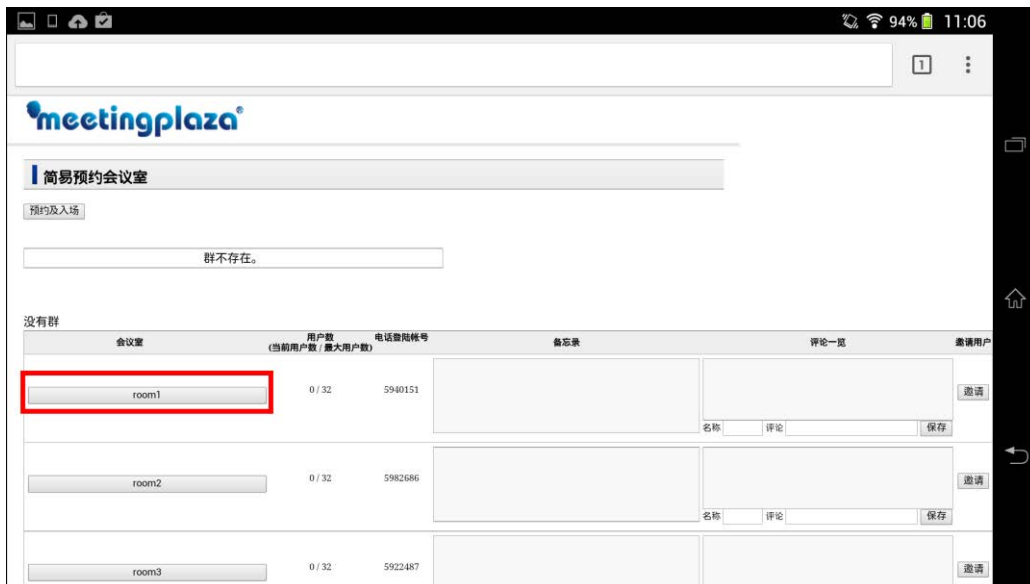 94% 11:06
1
meetingplaza®
简易预约会议室
预约及入场
群不存在。
没有群
会议室 用户数 电话登陆帐号 备忘录 评论一览 邀请用户
(当前用户数 / 最大用户数)
room1 0 / 32 5940151 邀请
名称 评论 保存
room2 0 / 32 5982686 邀请
名称 评论 保存
room3 0 / 32 5922487 邀请